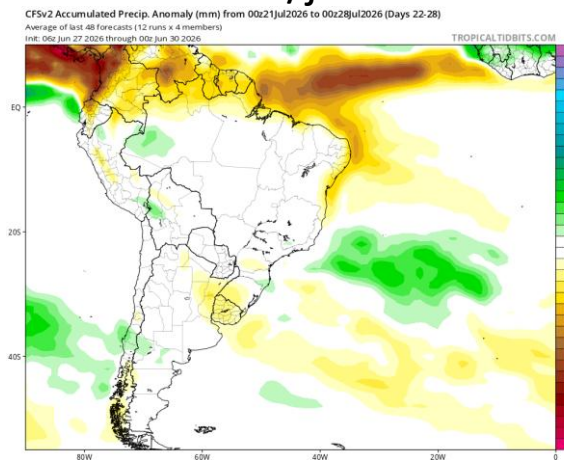 CFSv2 Accumulated Precip. Anomaly (mm) from 00z21Jul2026 to 00z28Jul2026 (Days 22-28)
Average of last 48 forecasts (12 runs x 4 members)
Init: 06z Jun 27 2026 through 00z Jun 30 2026
TROPICALTIDBITS.COM
EQ
20S
40S
80W
60W
40W
20W
0